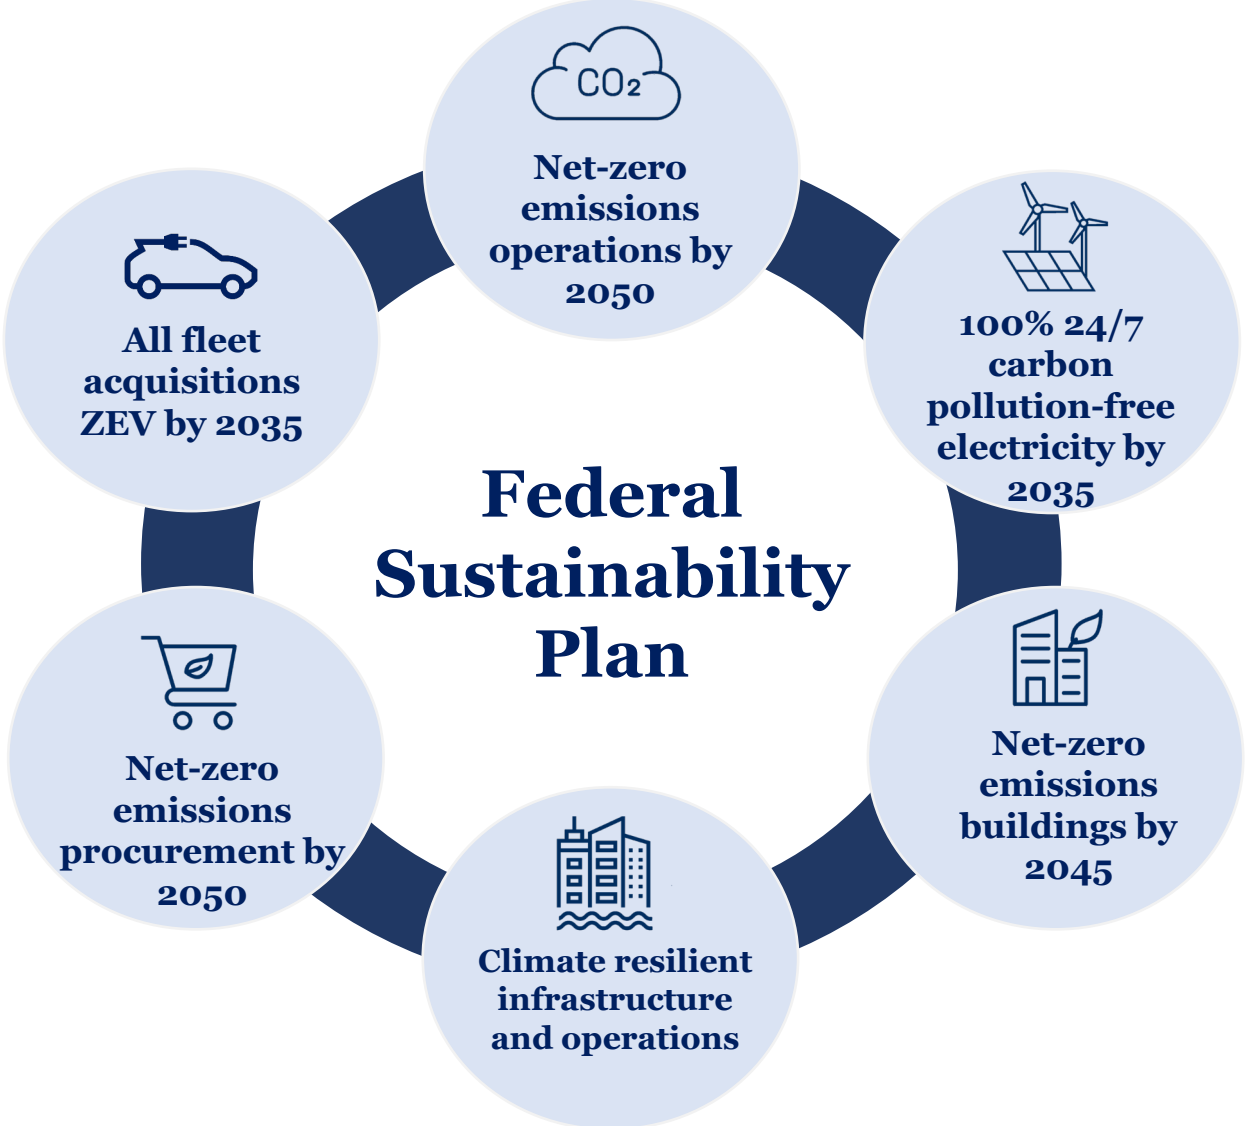 CO2
Net-zero
emissions
operations by
2050
100% 24/7
carbon
pollution-free
electricity by
2035
Net-zero
emissions
buildings by
2045
Climate resilient
infrastructure
and operations
Net-zero
emissions
procurement by
2050
All fleet
acquisitions
ZEV by 2035
Federal
Sustainability
Plan